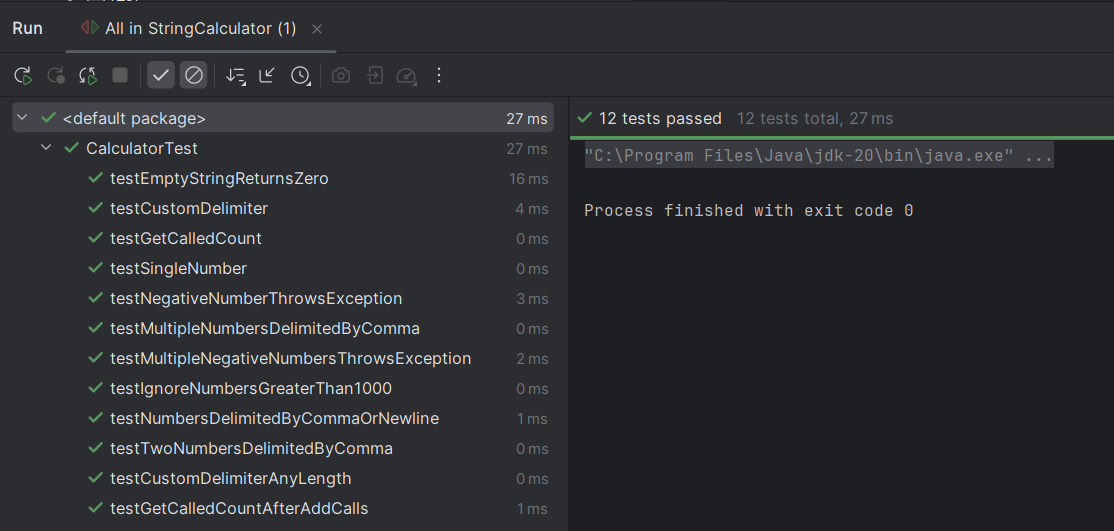 Run All in StringCalculator (1)
<default package> 27 ms
CalculatorTest 27 ms
testEmptyStringReturnsZero 16 ms
testCustomDelimiter 4 ms
testGetCalledCount 0 ms
testSingleNumber 0 ms
testNegativeNumberThrowsException 3 ms
testMultipleNumbersDelimitedByComma 0 ms
testMultipleNegativeNumbersThrowsException 2 ms
testIgnoreNumbersGreaterThan1000 0 ms
testNumbersDelimitedByCommaOrNewline 1 ms
testTwoNumbersDelimitedByComma 0 ms
testCustomDelimiterAnyLength 0 ms
testGetCalledCountAfterAddCalls 1 ms
12 tests passed 12 tests total, 27 ms
"C:\Program Files\Java\jdk-20\bin\java.exe" ...
Process finished with exit code 0